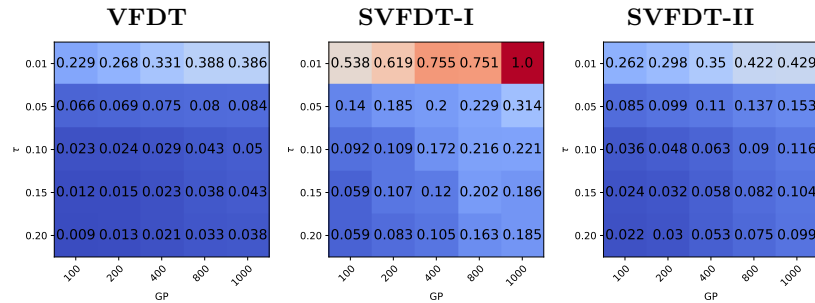 VFDT SVFDT-I SVFDT-II
0.01 0.229 0.268 0.331 0.388 0.386 0.01 0.538 0.619 0.755 0.751 1.0 0.01 0.262 0.298 0.35 0.422 0.429
0.05 0.066 0.069 0.075 0.08 0.084 0.05 0.14 0.185 0.2 0.229 0.314 0.05 0.085 0.099 0.11 0.137 0.153
τ 0.10 0.023 0.024 0.029 0.043 0.05 τ 0.10 0.092 0.109 0.172 0.216 0.221 τ 0.10 0.036 0.048 0.063 0.09 0.116
0.15 0.012 0.015 0.023 0.038 0.043 0.15 0.059 0.107 0.12 0.202 0.186 0.15 0.024 0.032 0.058 0.082 0.104
0.20 0.009 0.013 0.021 0.033 0.038 0.20 0.059 0.083 0.105 0.163 0.185 0.20 0.022 0.03 0.053 0.075 0.099
100 200 400 800 1000 100 200 400 800 1000 100 200 400 800 1000
GP GP GP